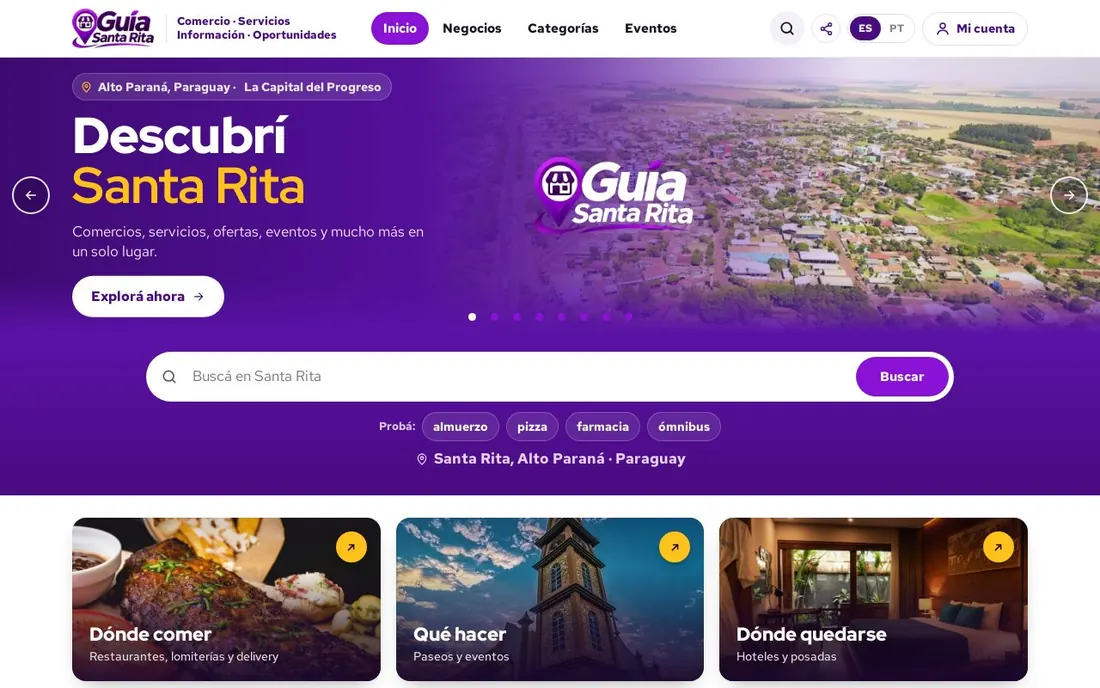 Guía
Santa Rita
Comercio · Servicios
Información · Oportunidades
Inicio
Negocios
Categorías
Eventos
ES
PT
Mi cuenta
Alto Paraná, Paraguay · La Capital del Progreso
Descubrí
Santa Rita
Comercios, servicios, ofertas, eventos y mucho más en
un solo lugar.
Explorá ahora
Guía
Santa Rita
Buscá en Santa Rita
Buscar
Probá:
almuerzo
pizza
farmacia
ómnibus
Santa Rita, Alto Paraná · Paraguay
Dónde comer
Restaurantes, lomiterías y delivery
Qué hacer
Paseos y eventos
Dónde quedarse
Hoteles y posadas